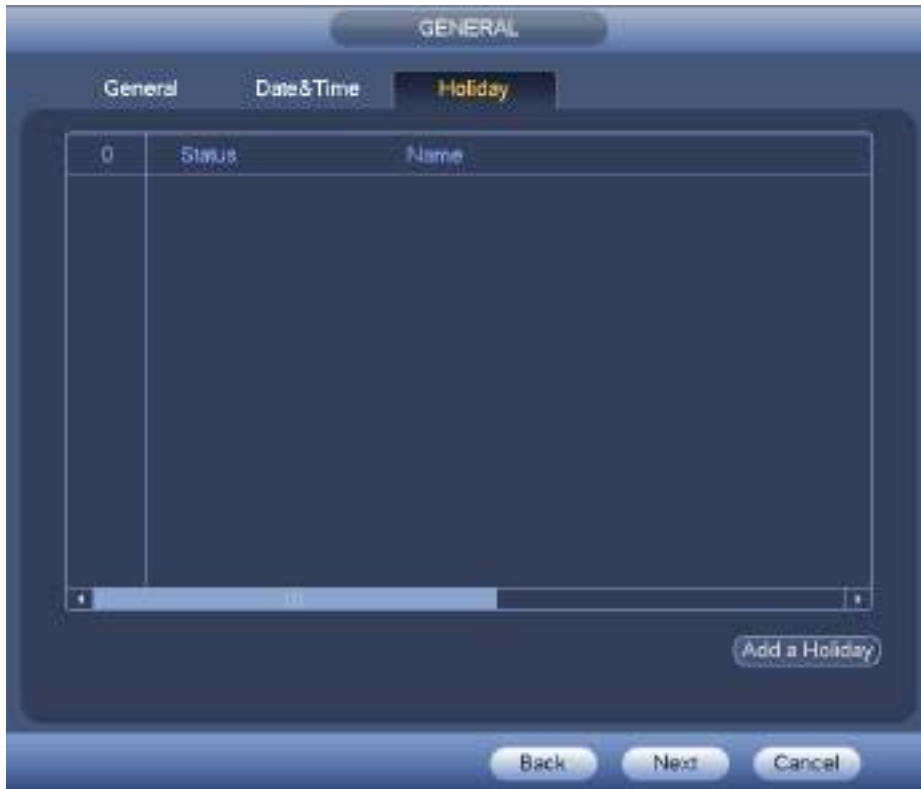 GENERAL
General Date&Time Holiday
0 Status Name
Add a Holiday
Back Next Cancel